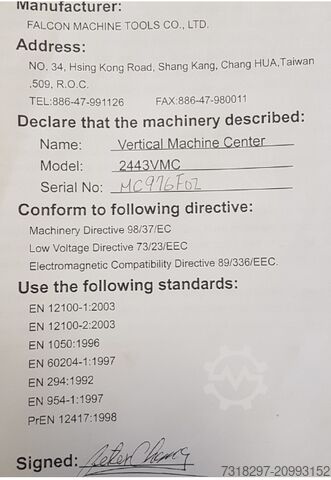 Manufacturer:
FALCON MACHINE TOOLS CO., LTD.
Address:
NO. 34, Hsing Kong Road, Shang Kang, Chang HUA,Taiwan
,509, R.O.C.
TEL:886-47-991126 FAX:886-47-980011
Declare that the machinery described:
Name: Vertical Machine Center
Model: 2443VMC
Serial No: MC976F02
Conform to following directive:
Machinery Directive 98/37/EC
Low Voltage Directive 73/23/EEC
Electromagnetic Compatibility Directive 89/336/EEC.
Use the following standards:
EN 12100-1:2003
EN 12100-2:2003
EN 1050:1996
EN 60204-1:1997
EN 294:1992
EN 954-1:1997
PrEN 12417:1998
Signed:
7318297-20993152